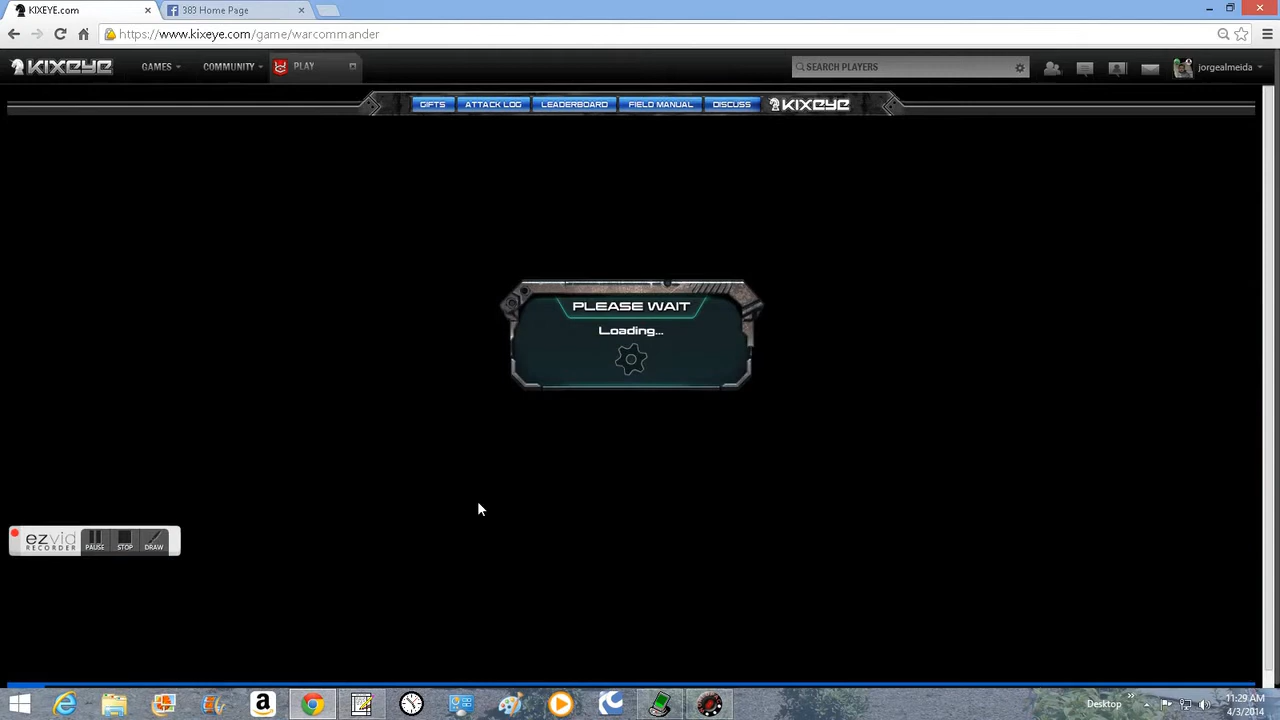 KIXEYE.com
383 Home Page
https://www.kixeye.com/game/warcommander
KIXEYE GAMES COMMUNITY PLAY SEARCH PLAYERS jorgealmeida
GIFTS ATTACK LOG LEADERBOARD FIELD MANUAL DISCUSS KIXEYE
PLEASE WAIT
Loading...
ezvid
RECORDER
PAUSE STOP DRAW
Desktop
11:29 AM
4/3/2014